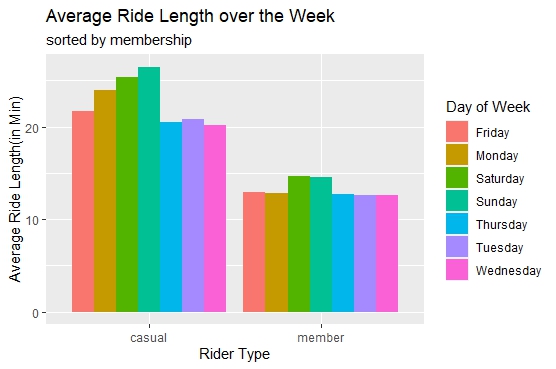 Average Ride Length over the Week
sorted by membership
Average Ride Length(in Min)
20
10
0
casual
member
Rider Type
Day of Week
Friday
Monday
Saturday
Sunday
Thursday
Tuesday
Wednesday